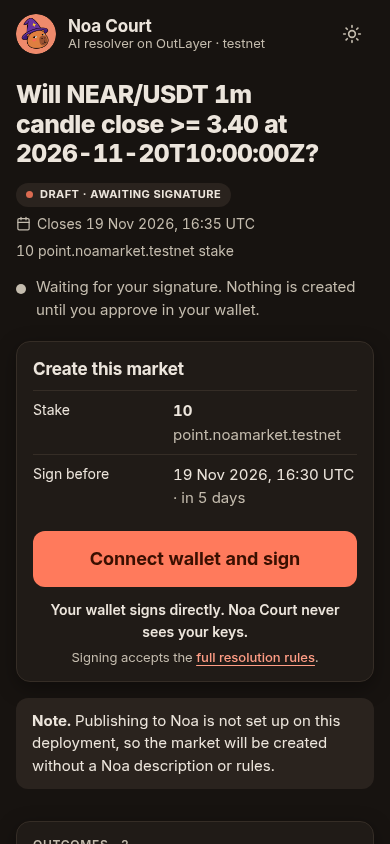 Noa Court
AI resolver on OutLayer · testnet
Will NEAR/USDT 1m
candle close >= 3.40 at
2026-11-20T10:00:00Z?
DRAFT · AWAITING SIGNATURE
Closes 19 Nov 2026, 16:35 UTC
10 point.noamarket.testnet stake
Waiting for your signature. Nothing is created
until you approve in your wallet.
Create this market
Stake
10
point.noamarket.testnet
Sign before
19 Nov 2026, 16:30 UTC
· in 5 days
Connect wallet and sign
Your wallet signs directly. Noa Court never
sees your keys.
Signing accepts the full resolution rules.
Note. Publishing to Noa is not set up on this
deployment, so the market will be created
without a Noa description or rules.